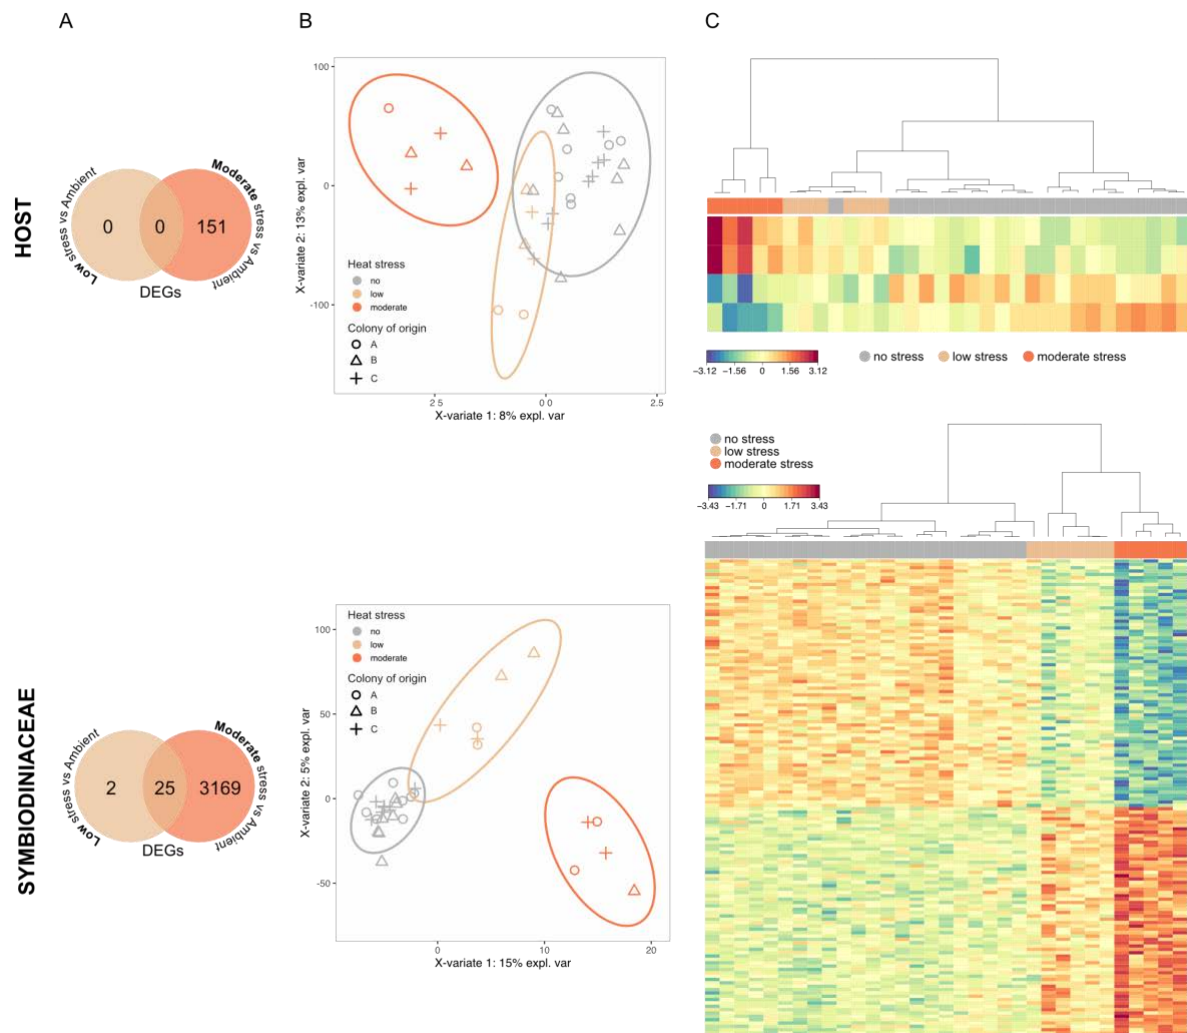 A
B
C
HOST
Low stress vs Ambient
Moderate stress vs Ambient
0
0
151
DEGs
100
0
-100
X-variate 2: 13% expl. var
Heat stress
no
low
moderate
Colony of origin
A
B
C
2 5
0 0
2.5
X-variate 1: 8% expl. var
−3.12 −1.56 0 1.56 3.12
no stress low stress moderate stress
no stress
low stress
moderate stress
−3.43 −1.71 0 1.71 3.43
SYMBIODINIACEAE
Low stress vs Ambient
Moderate stress vs Ambient
2
25
3169
DEGs
100
50
0
-50
X-variate 2: 5% expl. var
Heat stress
no
low
moderate
Colony of origin
A
B
C
0
10
20
X-variate 1: 15% expl. var